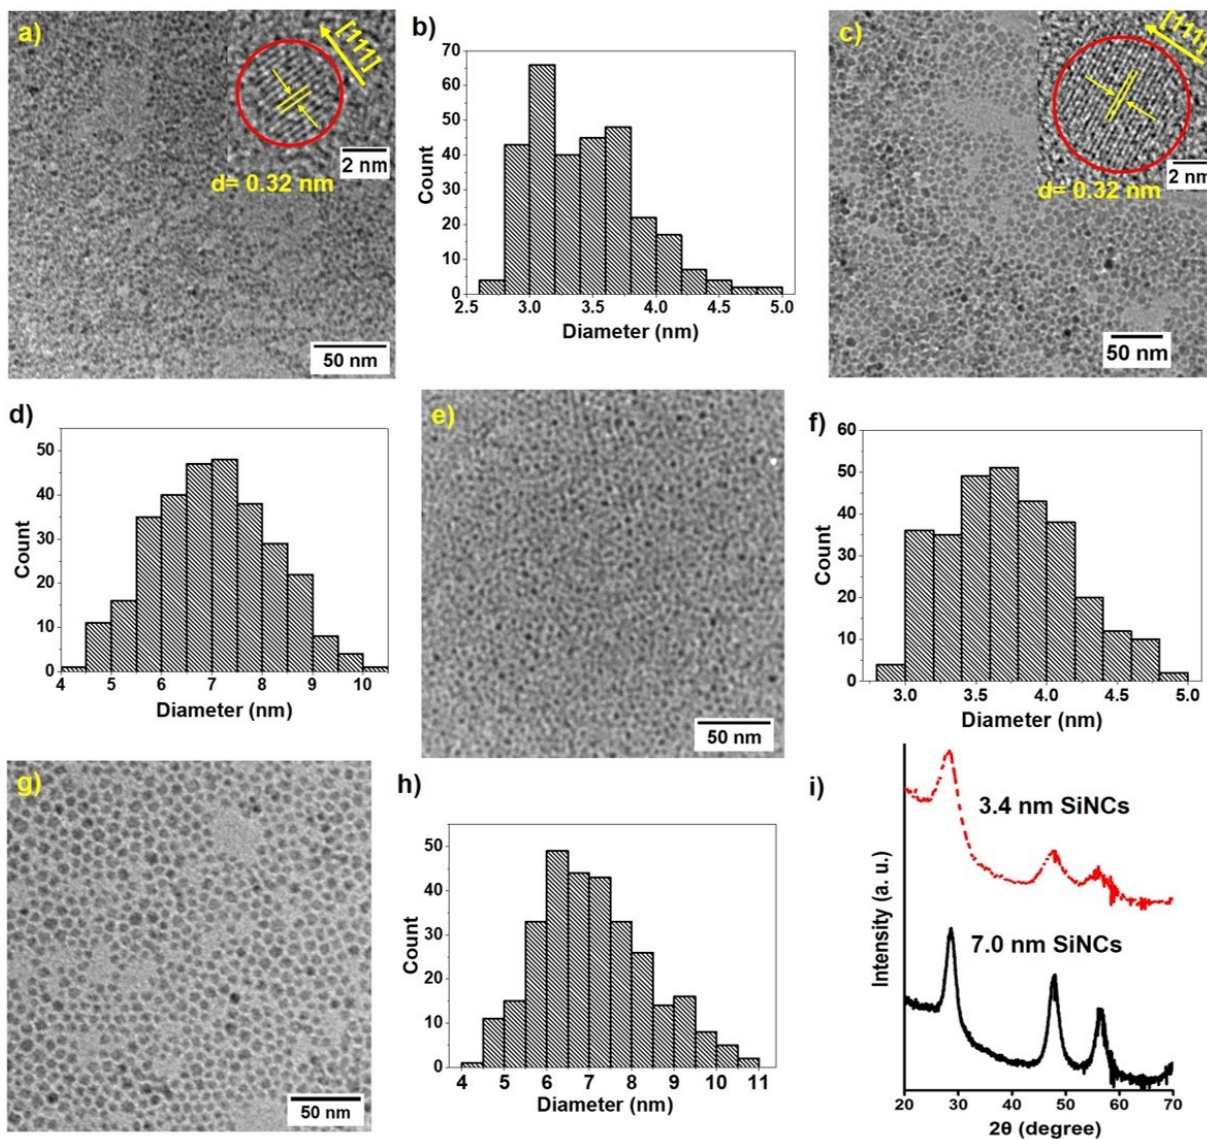 a)
[111]
2 nm
d= 0.32 nm
50 nm
b)
70
60
50
40
30
20
10
0
Count
2.5 3.0 3.5 4.0 4.5 5.0
Diameter (nm)
c)
[111]
2 nm
d= 0.32 nm
50 nm
d)
50
40
30
20
10
0
Count
4 5 6 7 8 9 10
Diameter (nm)
e)
50 nm
f)
60
50
40
30
20
10
0
Count
3.0 3.5 4.0 4.5 5.0
Diameter (nm)
g)
50 nm
h)
50
40
30
20
10
0
Count
4 5 6 7 8 9 10 11
Diameter (nm)
i)
3.4 nm SiNCs
7.0 nm SiNCs
Intensity (a. u.)
20 30 40 50 60 70
2θ (degree)